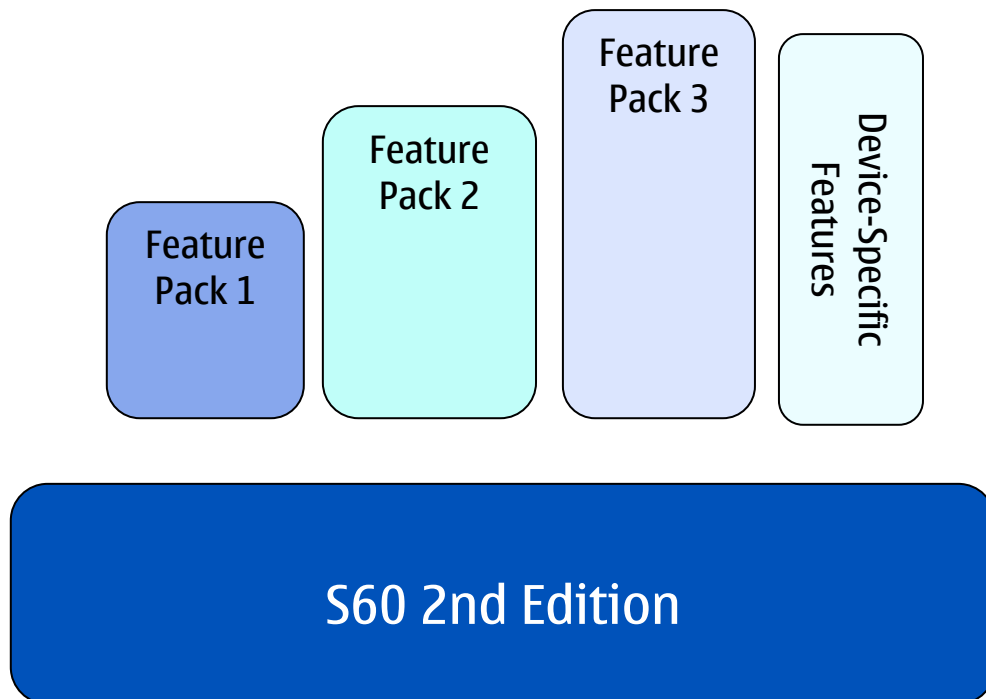 Feature
Pack 1
Feature
Pack 2
Feature
Pack 3
Device-Specific
Features
S60 2nd Edition